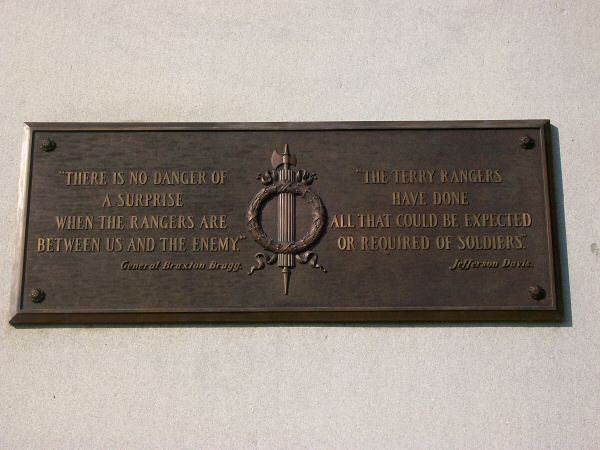 "THERE IS NO DANGER OF
A SURPRISE
WHEN THE RANGERS ARE
BETWEEN US AND THE ENEMY."
General Braxton Bragg.
"THE TERRY RANGERS
HAVE DONE
ALL THAT COULD BE EXPECTED
OR REQUIRED OF SOLDIERS."
Jefferson Davis.